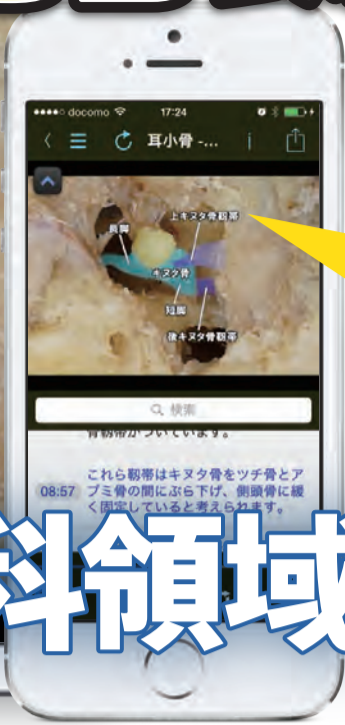 docomo 17:24
耳小骨 -...
上キヌタ骨靱帯
長脚
キヌタ骨
短脚
後キヌタ骨靱帯
検索
骨靱帯がついています。
08:57 これら靱帯はキヌタ骨をツチ骨とア
ブミ骨の間にぶら下げ、側頭骨に緩
く固定していると考えられます。
科領域